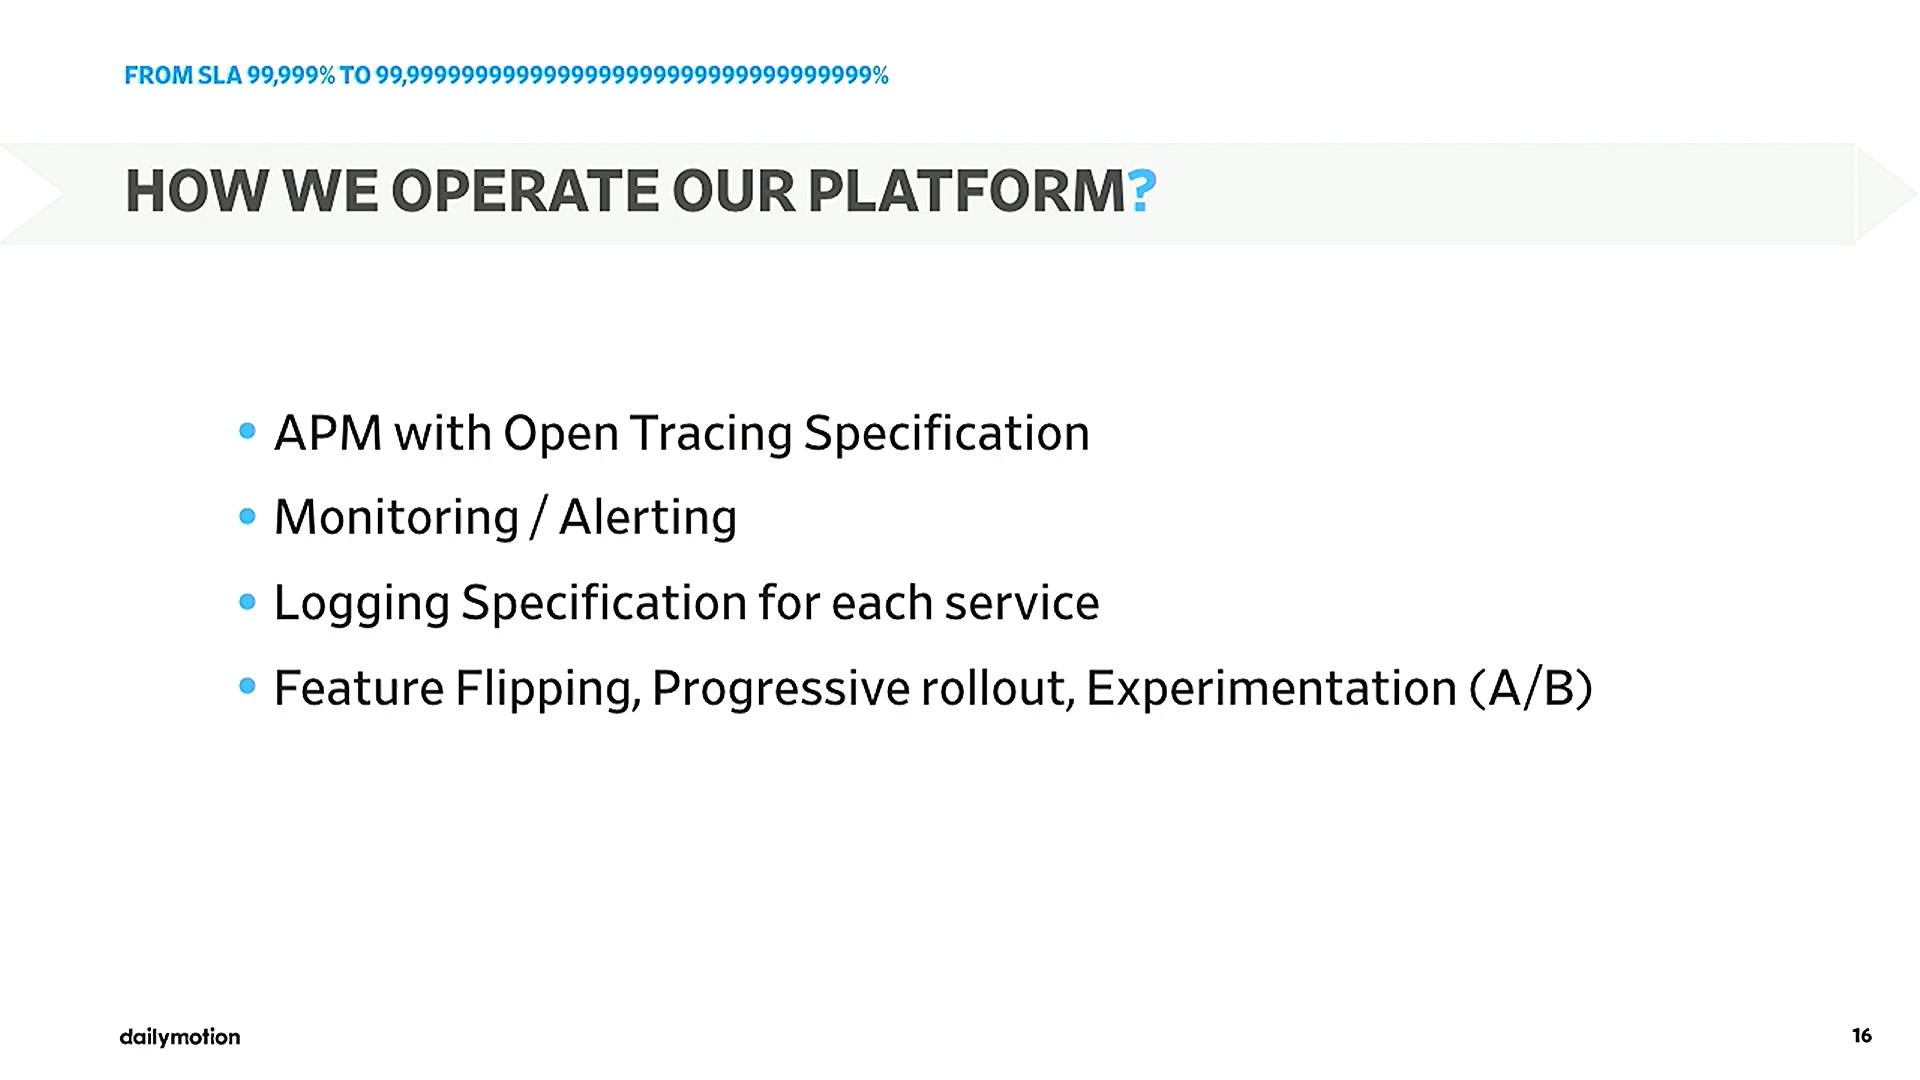 FROM SLA 99,999% TO 99,9999999999999999999999999999999999%
HOW WE OPERATE OUR PLATFORM?
• APM with Open Tracing Specification
• Monitoring / Alerting
• Logging Specification for each service
• Feature Flipping, Progressive rollout, Experimentation (A/B)
dailymotion
16